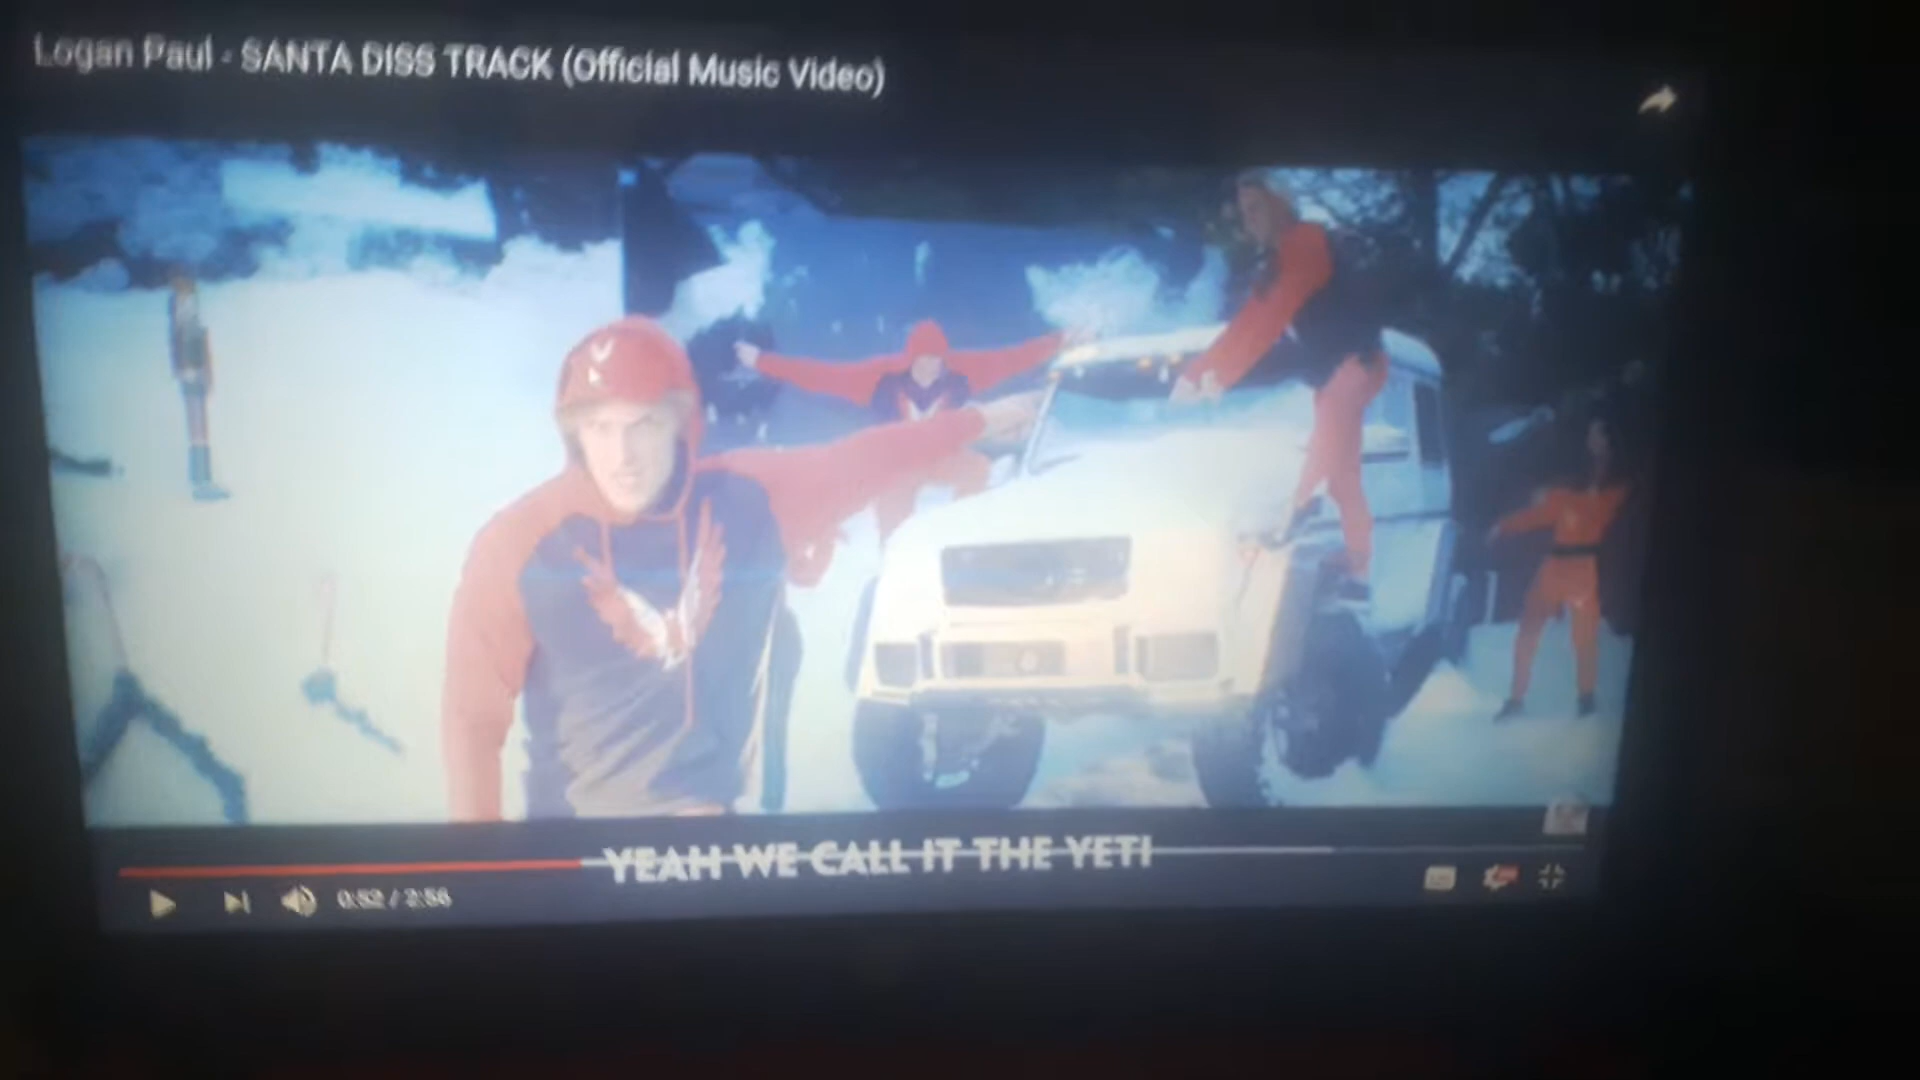 Logan Paul - SANTA DISS TRACK (Official Music Video)
YEAH WE CALL IT THE YETI
0:52 / 2:56